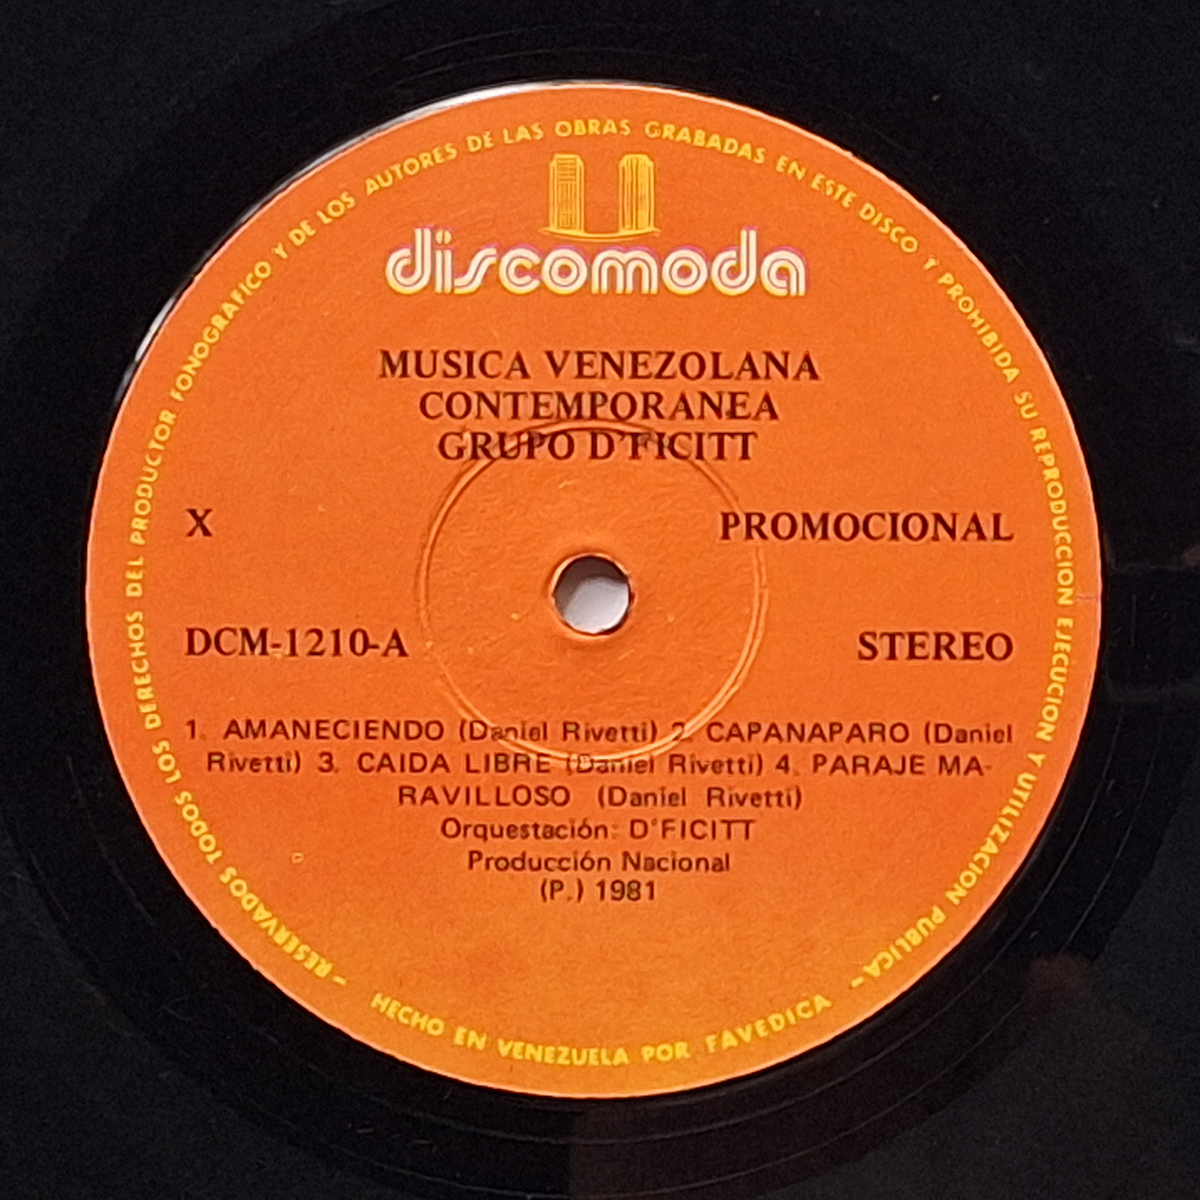 RESERVADOS TODOS LOS DERECHOS DEL PRODUCTOR FONOGRAFICO Y DE LOS AUTORES DE LAS OBRAS GRABADAS EN ESTE DISCO Y PROHIBIDA SU REPRODUCCION EJECUCION Y UTILIZACION PUBLICA
discomoda
MUSICA VENEZOLANA
CONTEMPORANEA
GRUPO D'FICITT
X PROMOCIONAL
DCM-1210-A STEREO
1. AMANECIENDO (Daniel Rivetti) 2. CAPANAPARO (Daniel
Rivetti) 3. CAIDA LIBRE (Daniel Rivetti) 4. PARAJE MA-
RAVILLOSO (Daniel Rivetti)
Orquestación: D'FICITT
Producción Nacional
(P.) 1981
HECHO EN VENEZUELA POR FAVEDICA